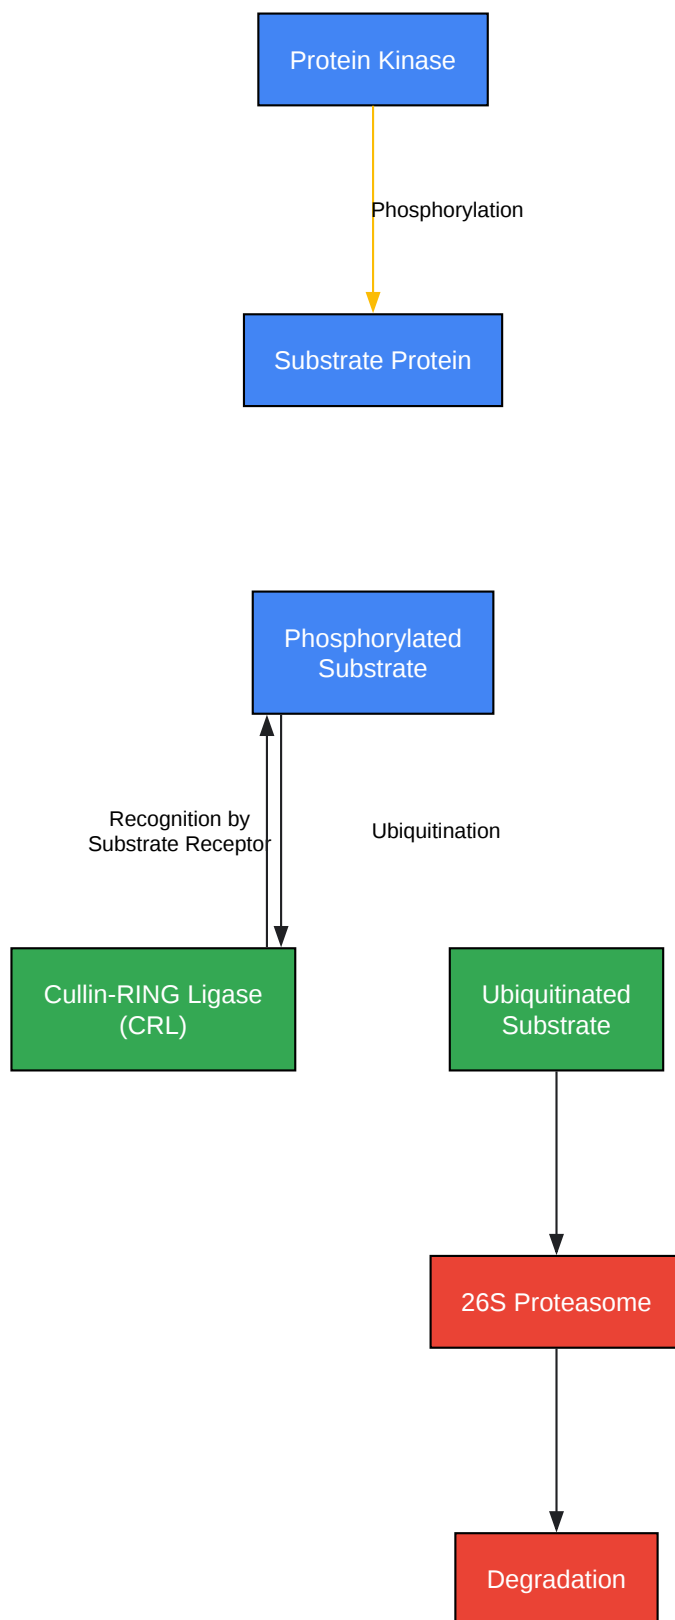 Protein Kinase
Phosphorylation
Substrate Protein
Phosphorylated
Substrate
Recognition by
Substrate Receptor
Ubiquitination
Cullin-RING Ligase
(CRL)
Ubiquitinated
Substrate
26S Proteasome
Degradation